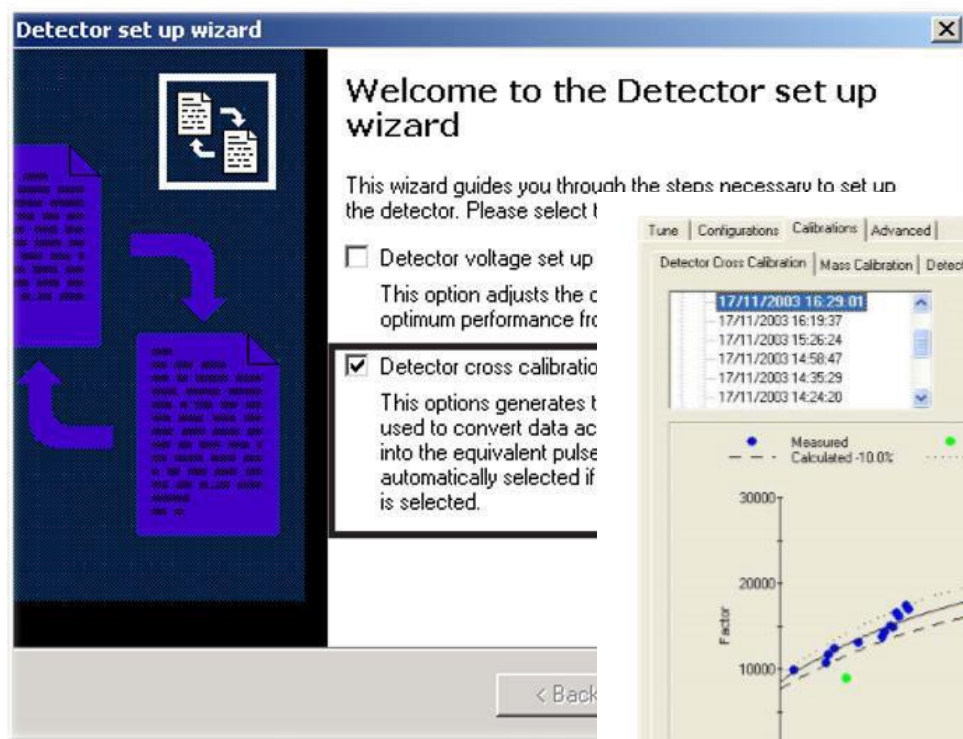 Detector set up wizard
Welcome to the Detector set up
wizard
This wizard guides you through the steps necessary to set up
the detector. Please select
Detector voltage set up
This option adjusts the
optimum performance
Detector cross
This options generates
used to convert data
into the equivalent
automatically selected if
is selected.
< Back
Tune Configurations Calibrations Advanced
Detector Cross Calibration Mass Calibration
17/11/2003 16:29:01
17/11/2003 16:19:37
17/11/2003 15:26:24
17/11/2003 14:58:47
17/11/2003 14:35:29
17/11/2003 14:24:20
Measured
Calculated -10.0%
30000
20000
Factor
10000